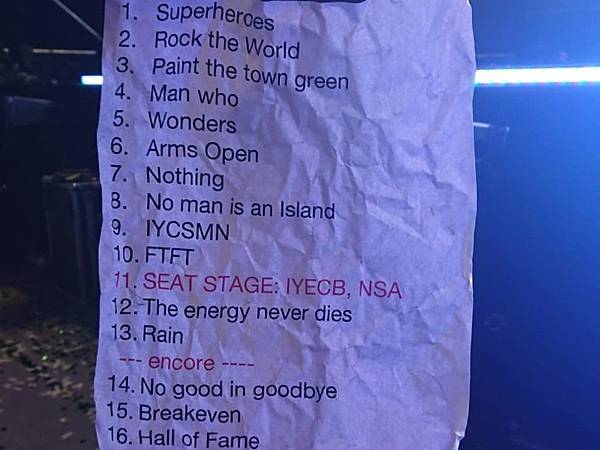 1. Superheroes
2. Rock the World
3. Paint the town green
4. Man who
5. Wonders
6. Arms Open
7. Nothing
8. No man is an Island
9. IYCSMN
10. FTFT
11. SEAT STAGE: IYECB, NSA
12. The energy never dies
13. Rain
--- encore ----
14. No good in goodbye
15. Breakeven
16. Hall of Fame